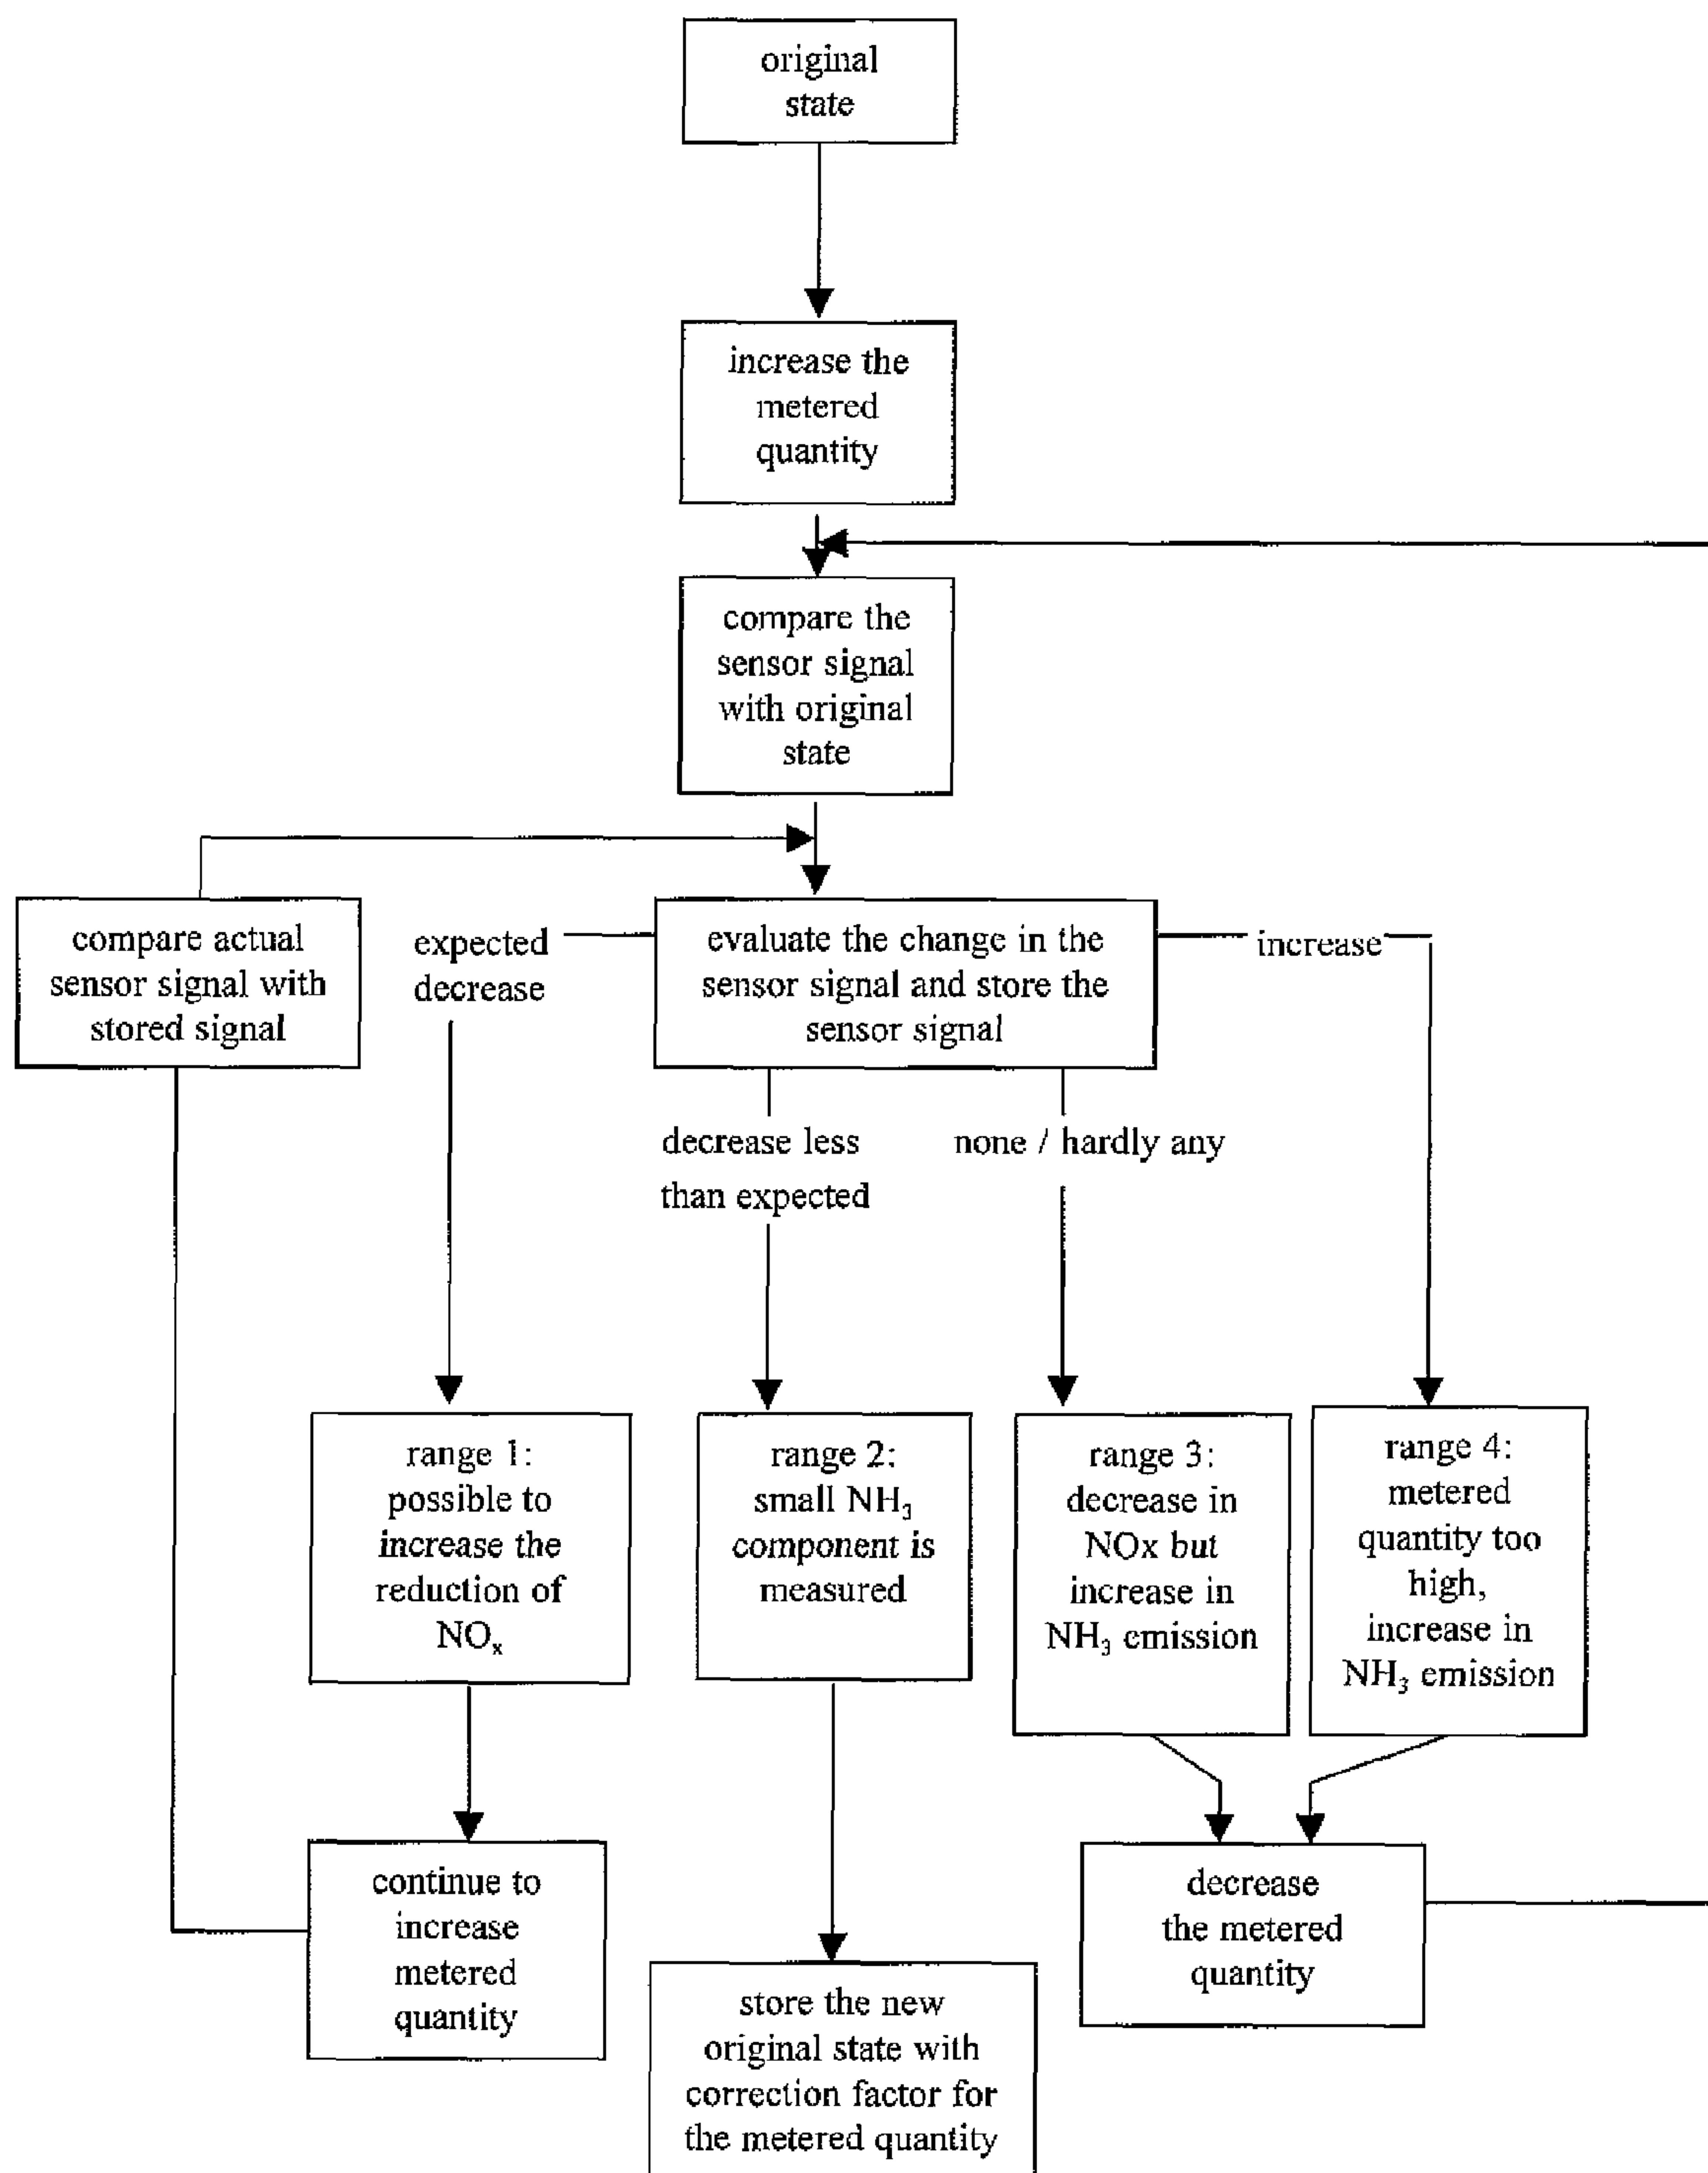 original
state
increase the
metered
quantity
compare the
sensor signal
with original
state
compare actual
sensor signal with
stored signal
expected
decrease
evaluate the change in the
sensor signal and store the
sensor signal
increase
decrease less
than expected
none / hardly any
range 1:
possible to
increase the
reduction of
NOₓ
range 2:
small NH₃
component is
measured
range 3:
decrease in
NOx but
increase in
NH₃ emission
range 4:
metered
quantity too
high,
increase in
NH₃ emission
continue to
increase
metered
quantity
store the new
original state with
correction factor for
the metered quantity
decrease
the metered
quantity